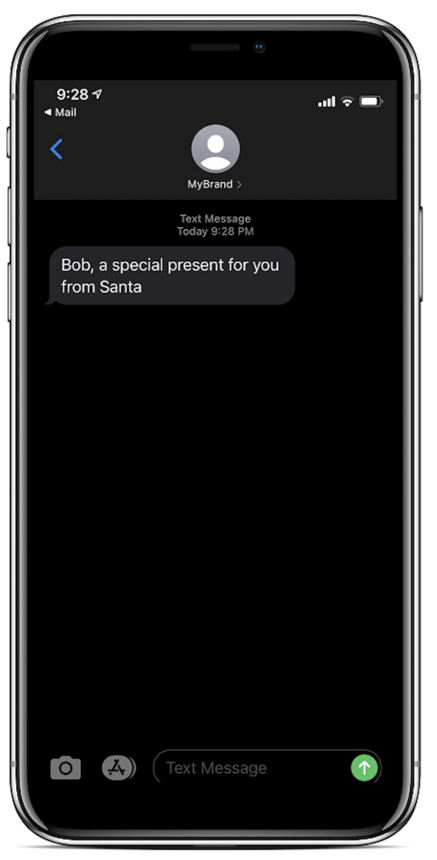 9:28
Mail
MyBrand
Text Message
Today 9:28 PM
Bob, a special present for you
from Santa
Text Message